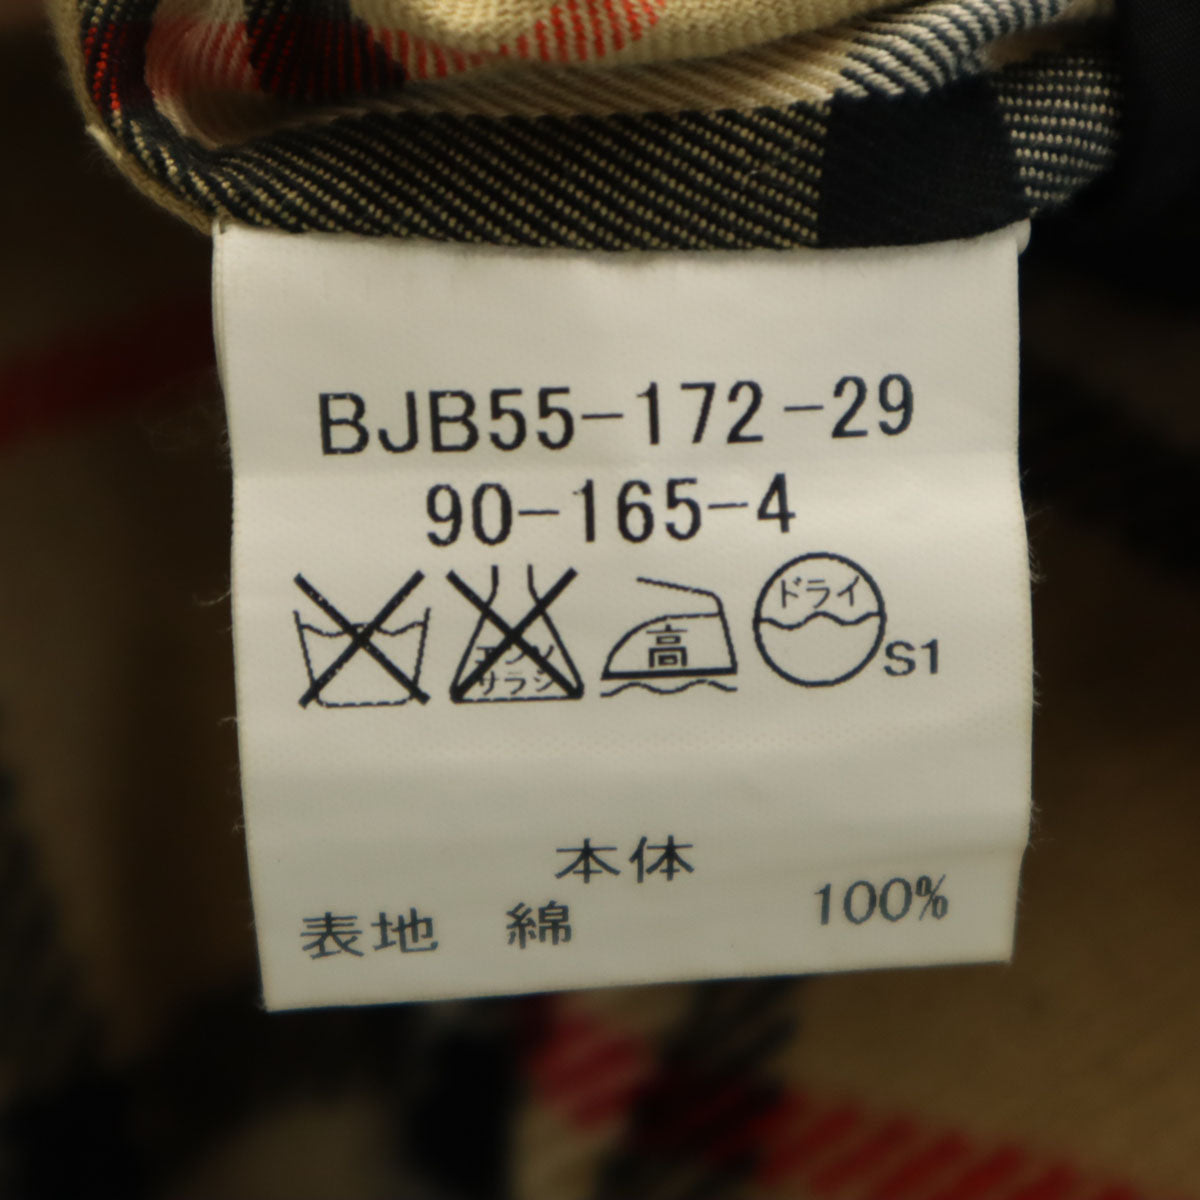 BJB55-172-29
90-165-4
エンソ
サラシ
高
ドライ
S1
本体
表地 綿 100%